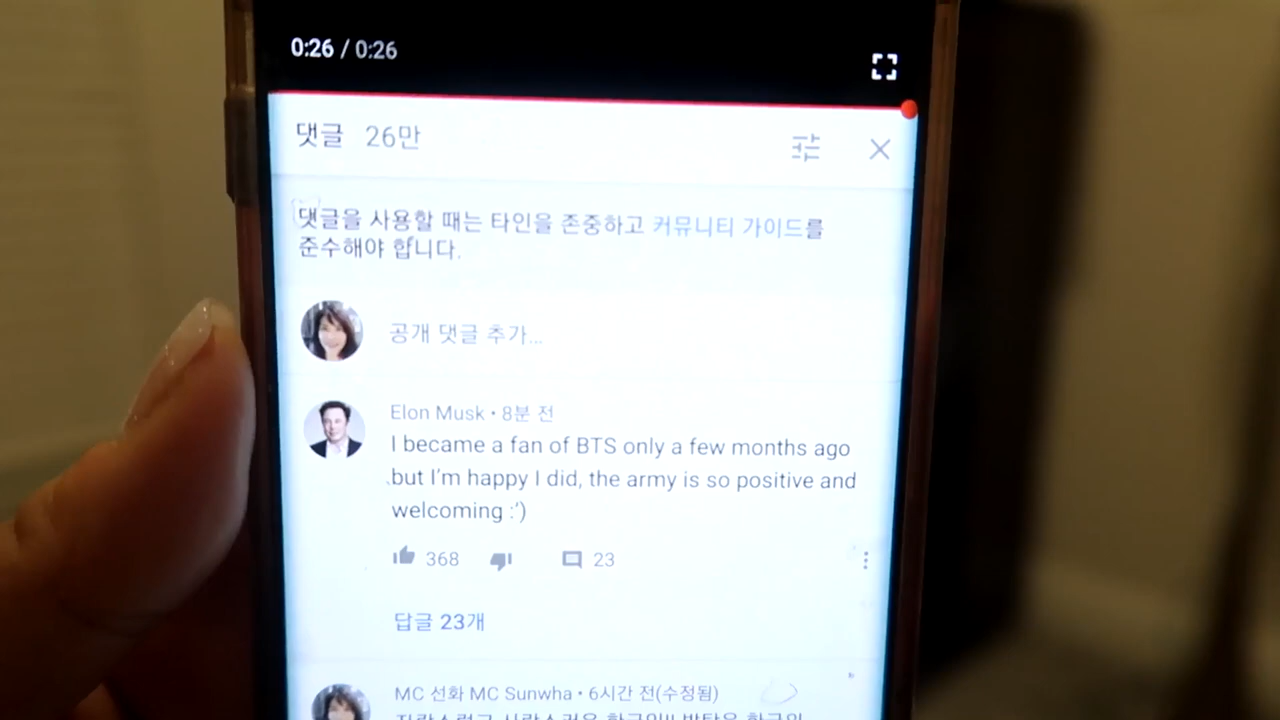 0:26 / 0:26
댓글 26만
댓글을 사용할 때는 타인을 존중하고 커뮤니티 가이드를
준수해야 합니다.
공개 댓글 추가...
Elon Musk • 8분 전
I became a fan of BTS only a few months ago
but I'm happy I did, the army is so positive and
welcoming :')
368 23
답글 23개
MC 선화 MC Sunwha • 6시간 전(수정됨)